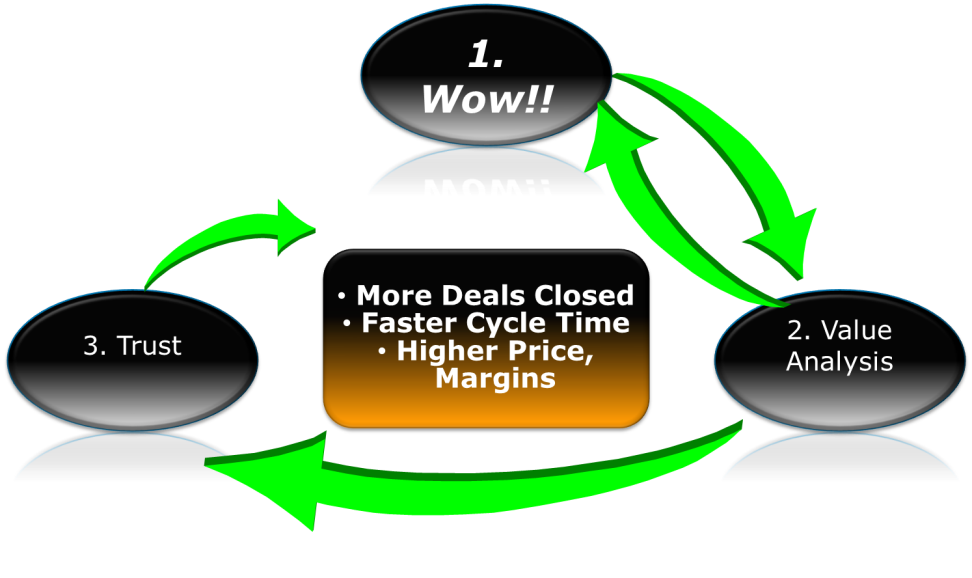 1.
Wow!!
• More Deals Closed
• Faster Cycle Time
• Higher Price,
Margins
3. Trust
2. Value
Analysis